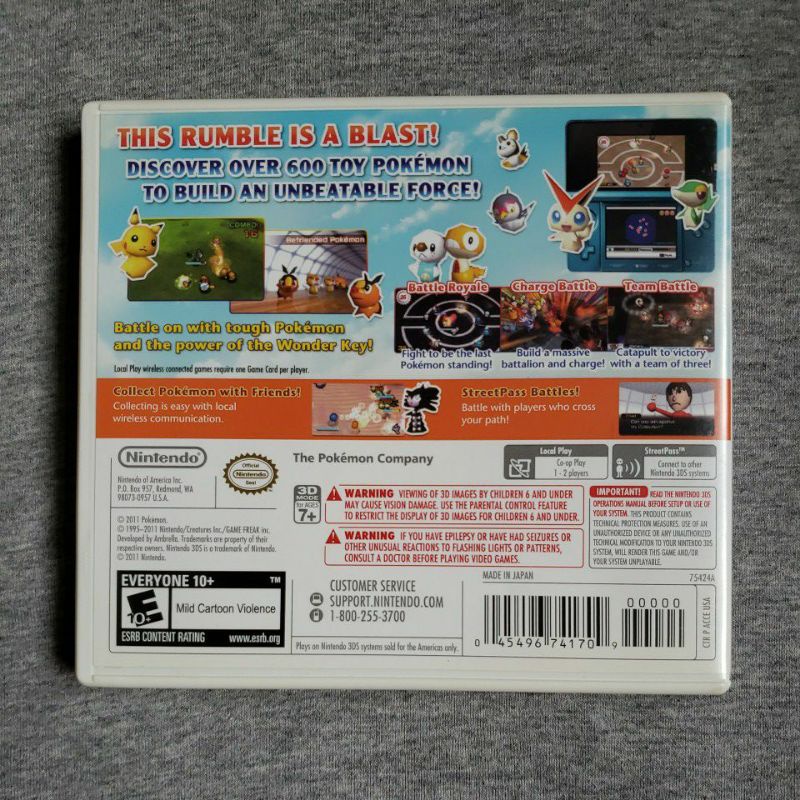 THIS RUMBLE IS A BLAST!
DISCOVER OVER 600 TOY POKÉMON
TO BUILD AN UNBEATABLE FORCE!
COMBO
Befriended Pokémon
Battle on with tough Pokémon
and the power of the Wonder Key!
Local Play wireless connected games require one Game Card per player.
Battle Royale
Fight to be the last
Pokémon standing!
Charge Battle
Build a massive
battalion and charge!
Team Battle
Catapult to victory
with a team of three!
Collect Pokémon with Friends!
Collecting is easy with local
wireless communication.
StreetPass Battles!
Battle with players who cross
your path!
Nintendo
Nintendo of America Inc.
P.O. Box 957, Redmond, WA
98073-0957 U.S.A.
Official
Nintendo
Seal
The Pokémon Company
Local Play
Co-op Play
1 - 2 players
StreetPass™
Connect to other
Nintendo 3DS systems
© 2011 Pokémon.
© 1995–2011 Nintendo/Creatures Inc./GAME FREAK inc.
Developed by Ambrella. Trademarks are property of their
respective owners. Nintendo 3DS is a trademark of Nintendo.
© 2011 Nintendo.
3D
MODE
for AGES
7+
WARNING VIEWING OF 3D IMAGES BY CHILDREN 6 AND UNDER
MAY CAUSE VISION DAMAGE. USE THE PARENTAL CONTROL FEATURE
TO RESTRICT THE DISPLAY OF 3D IMAGES FOR CHILDREN 6 AND UNDER.
WARNING IF YOU HAVE EPILEPSY OR HAVE HAD SEIZURES OR
OTHER UNUSUAL REACTIONS TO FLASHING LIGHTS OR PATTERNS,
CONSULT A DOCTOR BEFORE PLAYING VIDEO GAMES.
IMPORTANT! READ THE NINTENDO 3DS
OPERATIONS MANUAL BEFORE SETUP OR USE OF
YOUR SYSTEM. THIS PRODUCT CONTAINS
TECHNICAL PROTECTION MEASURES. USE OF AN
UNAUTHORIZED DEVICE OR ANY UNAUTHORIZED
TECHNICAL MODIFICATION TO YOUR NINTENDO 3DS
SYSTEM, WILL RENDER THIS GAME AND/OR
YOUR SYSTEM UNPLAYABLE.
MADE IN JAPAN
75424A
EVERYONE 10+ ™
E
10+
Mild Cartoon Violence
ESRB CONTENT RATING www.esrb.org
CUSTOMER SERVICE
SUPPORT.NINTENDO.COM
1-800-255-3700
Plays on Nintendo 3DS systems sold for the Americas only.
0 45496 74170 9
00000
CTR P ACCE USA